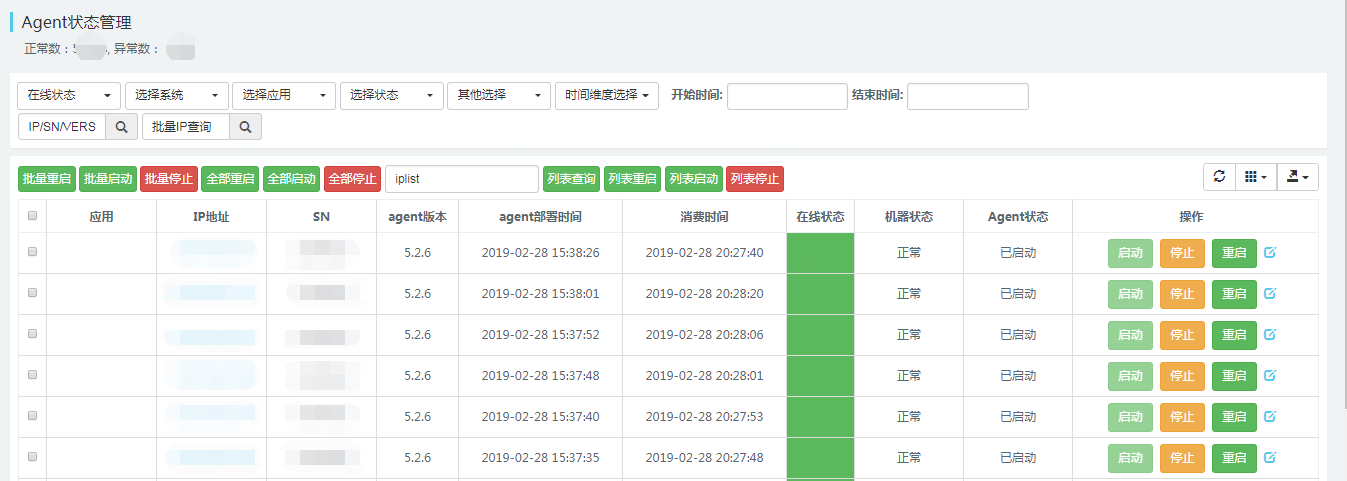 Agent状态管理
正常数：5 , 异常数：
在线状态 选择系统 选择应用 选择状态 其他选择 时间维度选择 开始时间: 结束时间:
IP/SN/VERS 批量IP查询
批量重启 批量启动 批量停止 全部重启 全部启动 全部停止 iplist 列表查询 列表重启 列表启动 列表停止
应用 IP地址 SN agent版本 agent部署时间 消费时间 在线状态 机器状态 Agent状态 操作
5.2.6 2019-02-28 15:38:26 2019-02-28 20:27:40 正常 已启动 启动 停止 重启
5.2.6 2019-02-28 15:38:01 2019-02-28 20:28:20 正常 已启动 启动 停止 重启
5.2.6 2019-02-28 15:37:52 2019-02-28 20:28:06 正常 已启动 启动 停止 重启
5.2.6 2019-02-28 15:37:48 2019-02-28 20:28:01 正常 已启动 启动 停止 重启
5.2.6 2019-02-28 15:37:40 2019-02-28 20:27:53 正常 已启动 启动 停止 重启
5.2.6 2019-02-28 15:37:35 2019-02-28 20:27:48 正常 已启动 启动 停止 重启